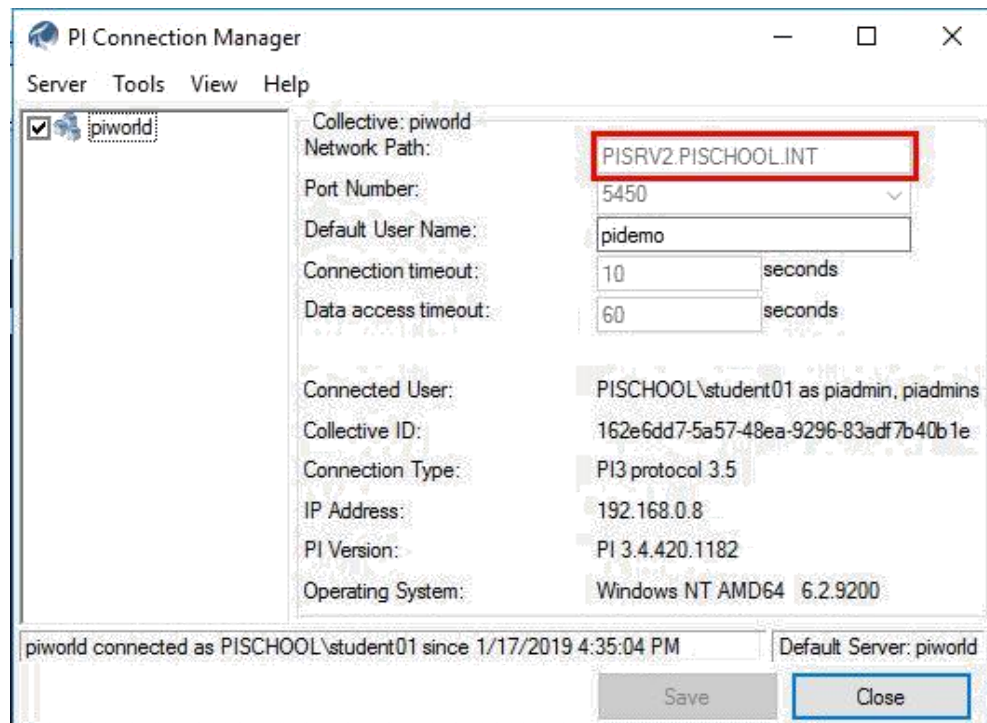 PI Connection Manager
Server Tools View Help
piworld
Collective: piworld
Network Path: PISRV2.PISCHOOL.INT
Port Number: 5450
Default User Name: pidemo
Connection timeout: 10 seconds
Data access timeout: 60 seconds
Connected User: PISCHOOL\student01 as piadmin, piadmins
Collective ID: 162e6dd7-5a57-48ea-9296-83adf7b40b1e
Connection Type: PI3 protocol 3.5
IP Address: 192.168.0.8
PI Version: PI 3.4.420.1182
Operating System: Windows NT AMD64 6.2.9200
piworld connected as PISCHOOL\student01 since 1/17/2019 4:35:04 PM Default Server: piworld
Save Close